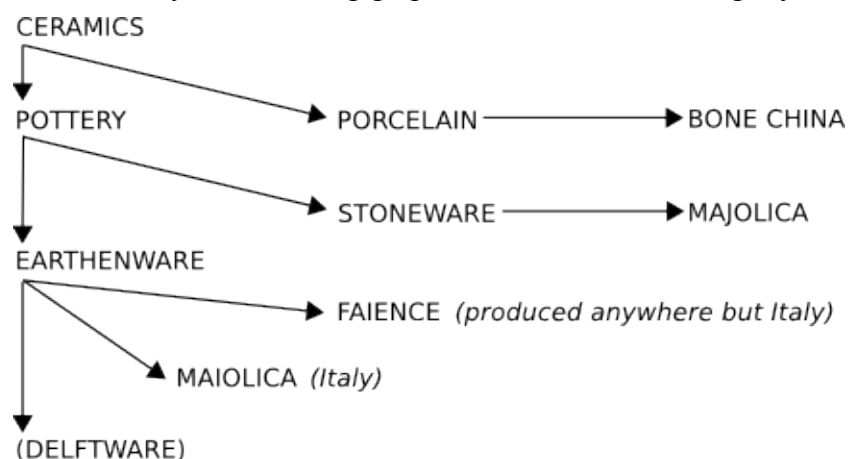 CERAMICS
POTTERY PORCELAIN BONE CHINA
STONEWARE MAJOLICA
EARTHENWARE
FAIENCE (produced anywhere but Italy)
MAIOLICA (Italy)
(DELFTWARE)